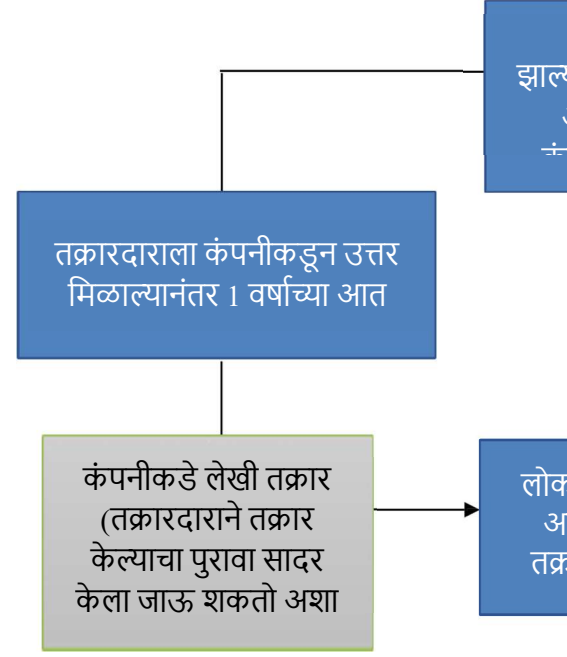 तक्रारदाराला कंपनीकडून उत्तर
मिळाल्यानंतर 1 वर्षाच्या आत
कंपनीकडे लेखी तक्रार
(तक्रारदाराने तक्रार
केल्याचा पुरावा सादर
केला जाऊ शकतो अशा